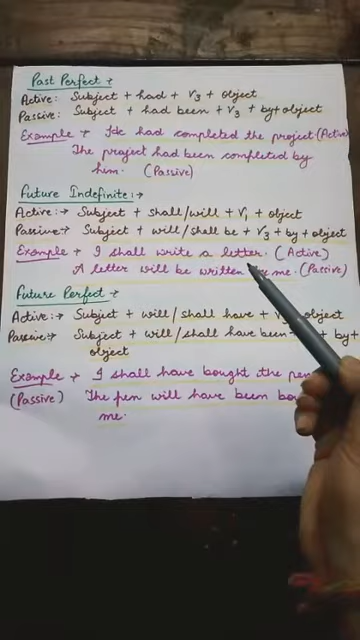 Past Perfect :-
Active: Subject + had + V3 + object
Passive: Subject + had been + V3 + by + object
Example → He had completed the project (Active)
The project had been completed by
him. (Passive)
Future Indefinite :→
Active :→ Subject + shall/will + V1 + object
Passive :→ Subject + will/shall be + V3 + by + object
Example → I shall write a letter. (Active)
A letter will be written me. (Passive)
Future Perfect :→
Active :→ Subject + will/shall have + object
Passive :→ Subject + will/shall have been + by +
object
Example → I shall have bought the pen
(Passive) The pen will have been
me.